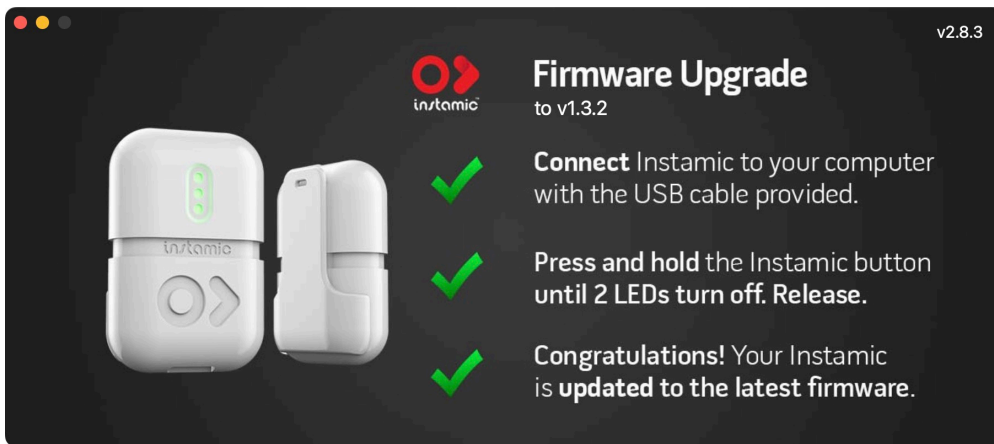 v2.8.3
instamic
Firmware Upgrade
to v1.3.2
Connect Instamic to your computer
with the USB cable provided.
instamic
Press and hold the Instamic button
until 2 LEDs turn off. Release.
Congratulations! Your Instamic
is updated to the latest firmware.